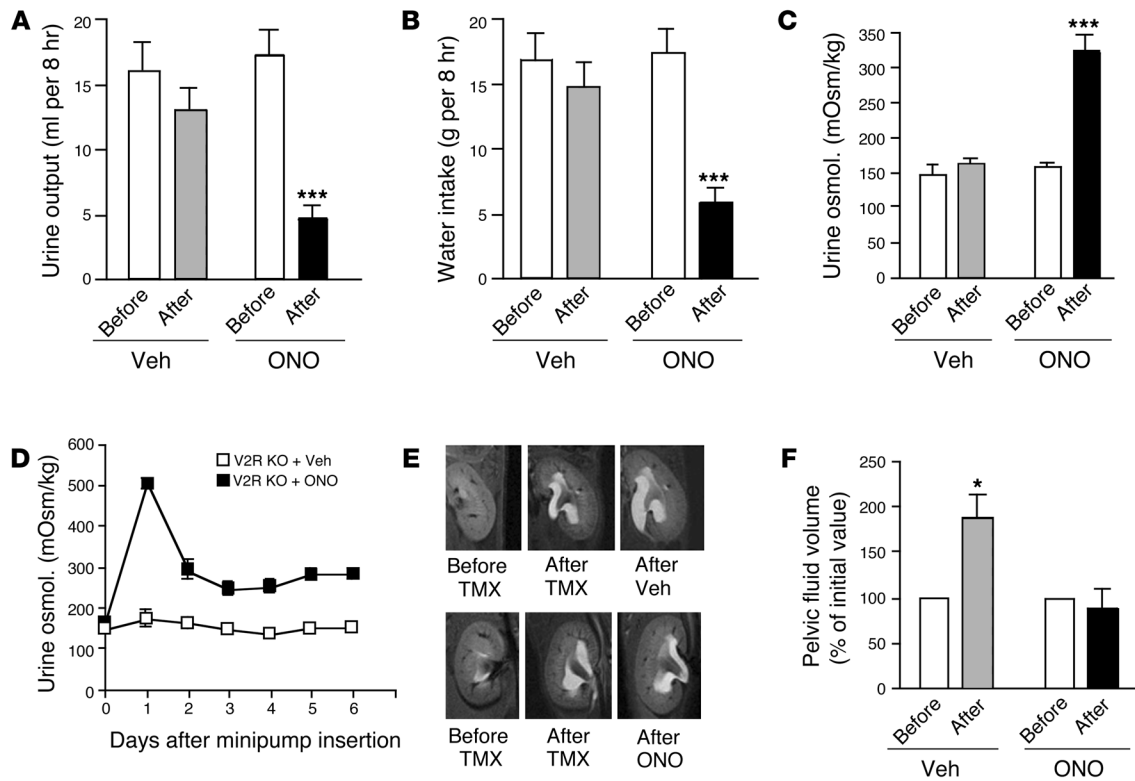 A
Urine output (ml per 8 hr)
20
15
10
5
0
***
Before
After
Before
After
Veh
ONO
B
Water intake (g per 8 hr)
20
15
10
5
0
***
Before
After
Before
After
Veh
ONO
C
Urine osmol. (mOsm/kg)
350
300
250
200
150
100
50
0
***
Before
After
Before
After
Veh
ONO
D
Urine osmol. (mOsm/kg)
600
500
400
300
200
100
0
V2R KO + Veh
V2R KO + ONO
0 1 2 3 4 5 6
Days after minipump insertion
E
Before
TMX
After
TMX
After
Veh
Before
TMX
After
TMX
After
ONO
F
Pelvic fluid volume
(% of initial value)
250
200
150
100
50
0
*
Before
After
Before
After
Veh
ONO